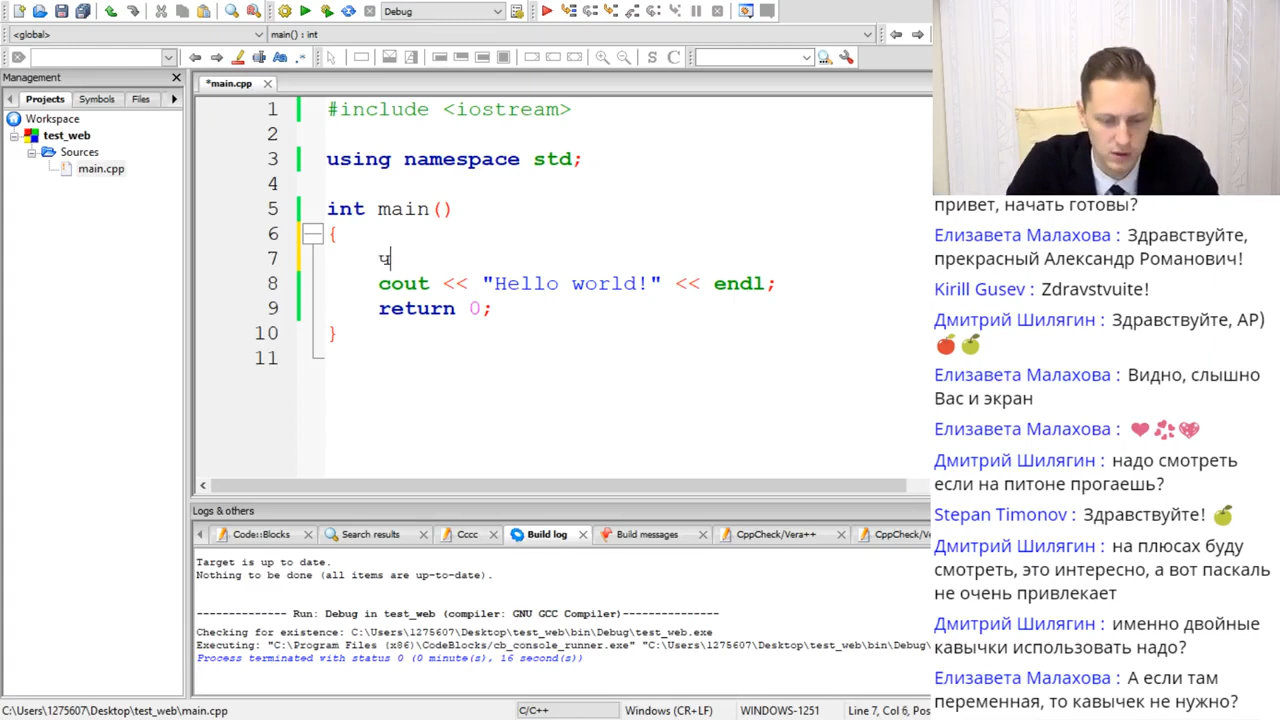 Debug
<global>
main() : int
Management
Projects
Symbols
Files
Workspace
test_web
Sources
main.cpp
*main.cpp
1 #include <iostream>
2
3 using namespace std;
4
5 int main()
6 {
7 ч
8 cout << "Hello world!" << endl;
9 return 0;
10 }
11
Logs & others
Code::Blocks
Search results
Cccc
Build log
Build messages
CppCheck/Vera++
CppCheck/Ve
Target is up to date.
Nothing to be done (all items are up-to-date).
-------------- Run: Debug in test_web (compiler: GNU GCC Compiler)---------------
Checking for existence: C:\Users\1275607\Desktop\test_web\bin\Debug\test_web.exe
Executing: "C:\Program Files (x86)\CodeBlocks/cb_console_runner.exe" "C:\Users\1275607\Desktop\test_web\bin\Debug
Process terminated with status 0 (0 minute(s), 16 second(s))
C:\Users\1275607\Desktop\test_web\main.cpp
C/C++
Windows (CR+LF)
WINDOWS-1251
Line 7, Col 6, Pos
привет, начать готовы?
Елизавета Малахова : Здравствуйте,
прекрасный Александр Романович!
Kirill Gusev : Zdravstvuite!
Дмитрий Шилягин : Здравствуйте, АР)
Елизавета Малахова : Видно, слышно
Вас и экран
Елизавета Малахова :
Дмитрий Шилягин : надо смотреть
если на питоне прогаешь?
Stepan Timonov : Здравствуйте!
Дмитрий Шилягин : на плюсах буду
смотреть, это интересно, а вот паскаль
не очень привлекает
Дмитрий Шилягин : именно двойные
кавычки использовать надо?
Елизавета Малахова : А если там
переменная, то кавычек не нужно?